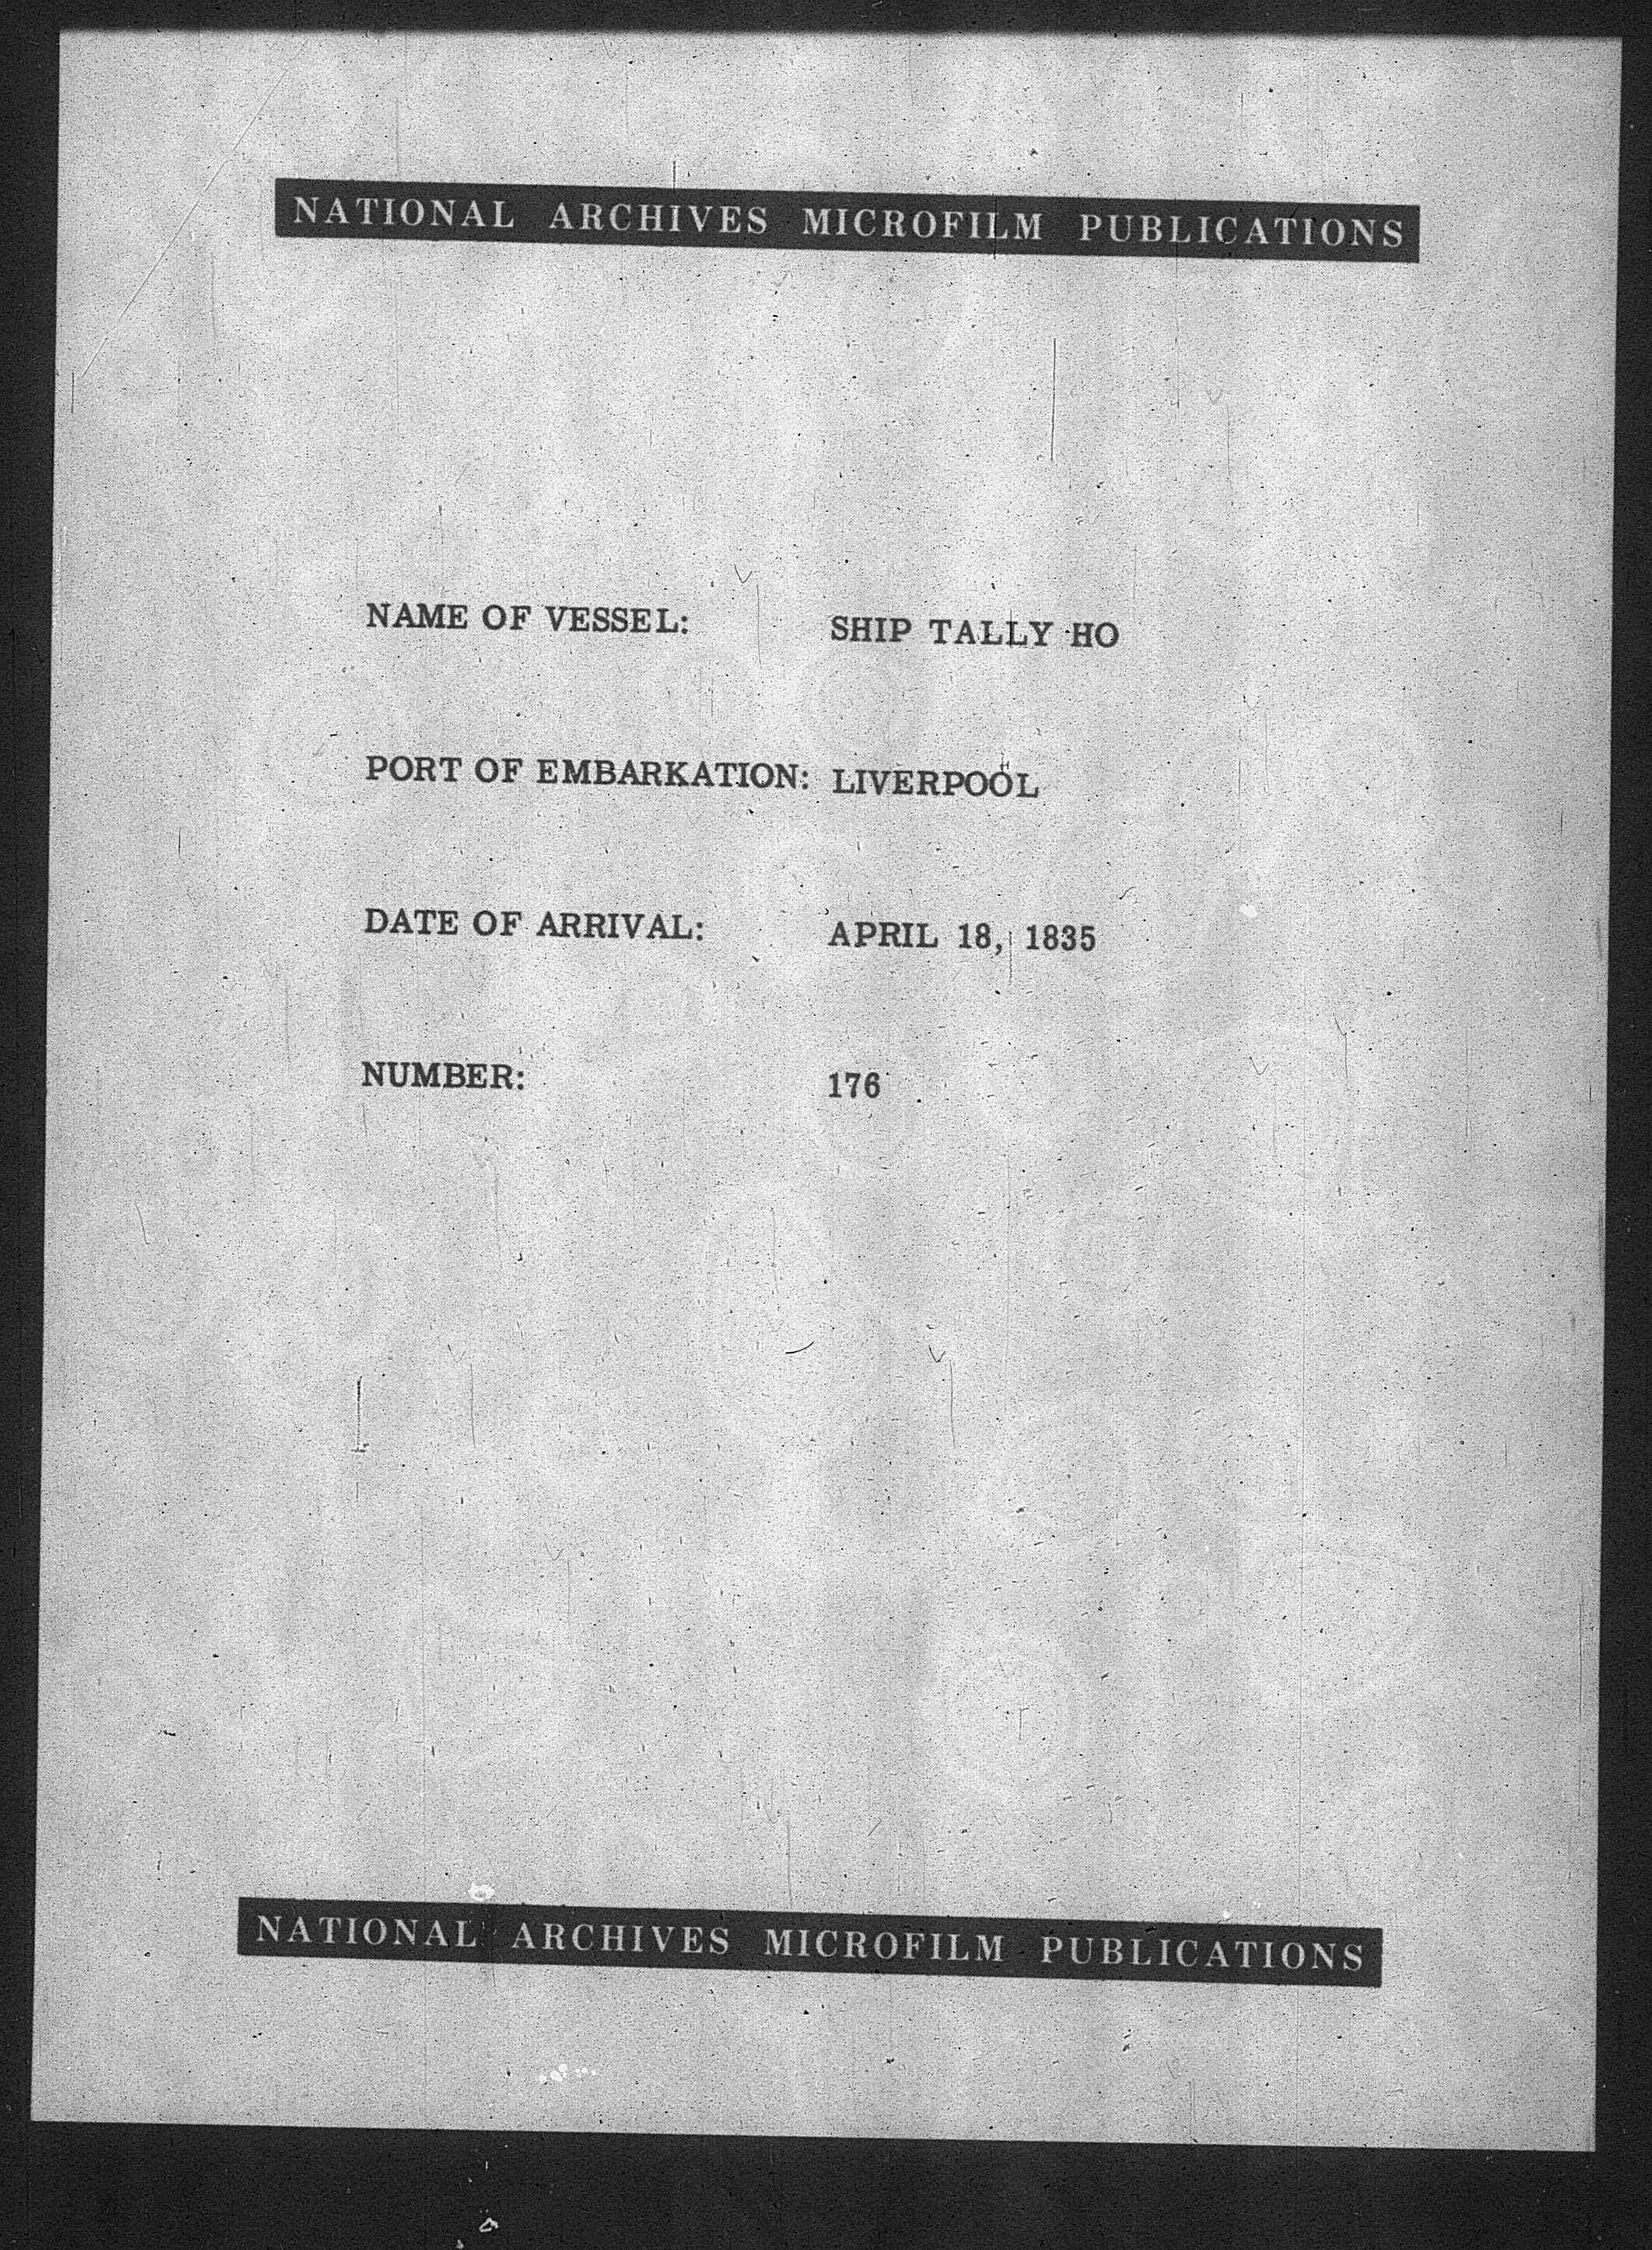 NATIONAL ARCHIVES MICROFILM PUBLICATIONS
NAME OF VESSEL: SHIP TALLY HO
PORT OF EMBARKATION: LIVERPOOL
DATE OF ARRIVAL: APRIL 18, 1835
NUMBER: 176
NATIONAL ARCHIVES MICROFILM PUBLICATIONS